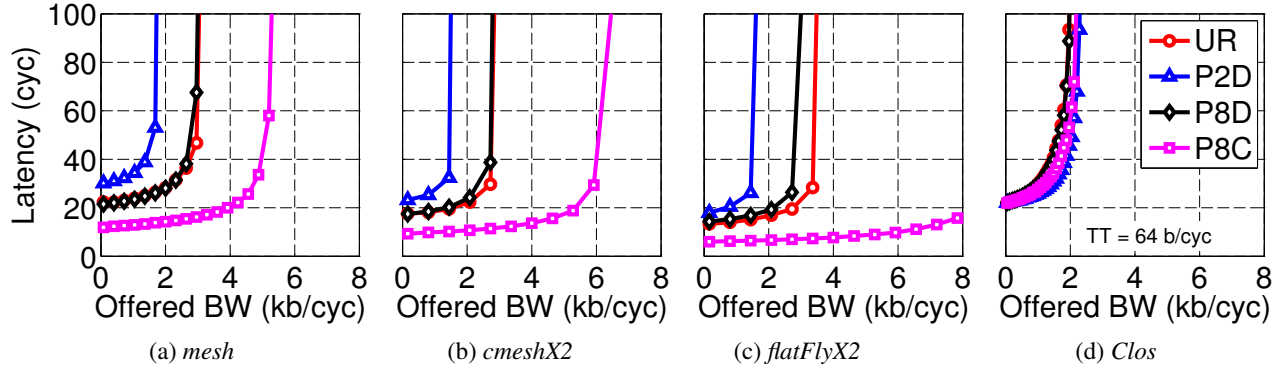 Latency (cyc)
100
80
60
40
20
0
0 2 4 6 8
Offered BW (kb/cyc)
(a) mesh
0 2 4 6 8
Offered BW (kb/cyc)
(b) cmeshX2
0 2 4 6 8
Offered BW (kb/cyc)
(c) flatFlyX2
UR
P2D
P8D
P8C
TT = 64 b/cyc
0 2 4 6 8
Offered BW (kb/cyc)
(d) Clos